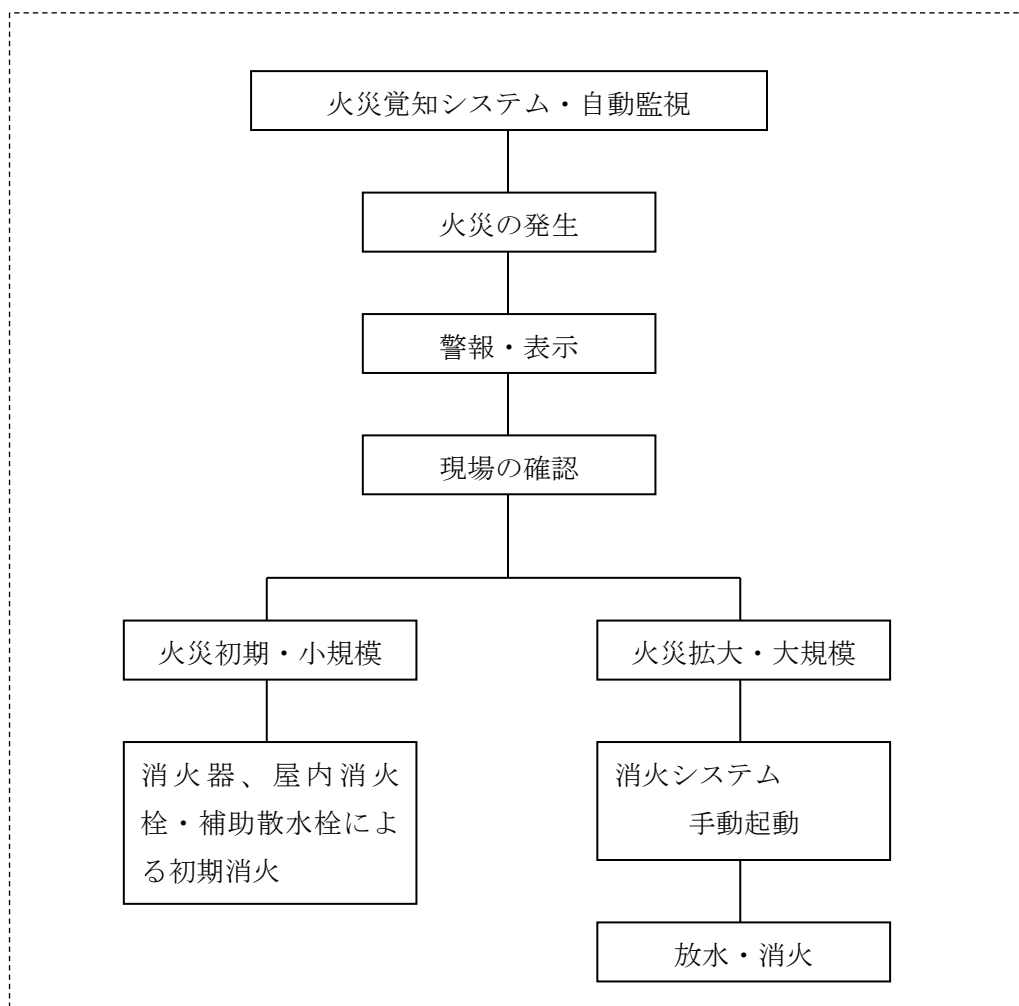 火災覚知システム・自動監視
火災の発生
警報・表示
現場の確認
火災初期・小規模
火災拡大・大規模
消火器、屋内消火
栓・補助散水栓によ
る初期消火
消火システム
手動起動
放水・消火